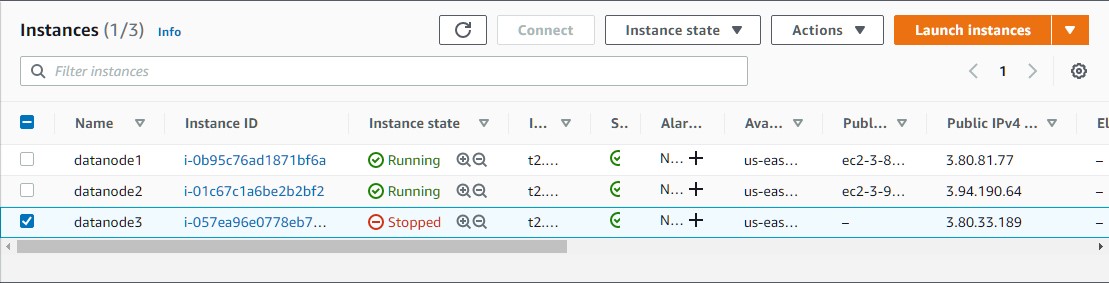 Instances (1/3) Info Connect Instance state Actions Launch instances
Filter instances 1
Name Instance ID Instance state I... S.. Alar... Ava... Publ... Public IPv4 ... El
datanode1 i-0b95c76ad1871bf6a Running t2.... N... + us-eas... ec2-3-8... 3.80.81.77 –
datanode2 i-01c67c1a6be2b2bf2 Running t2.... N... + us-eas... ec2-3-9... 3.94.190.64 –
datanode3 i-057ea96e0778eb7... Stopped t2.... N... + us-eas... – 3.80.33.189 –